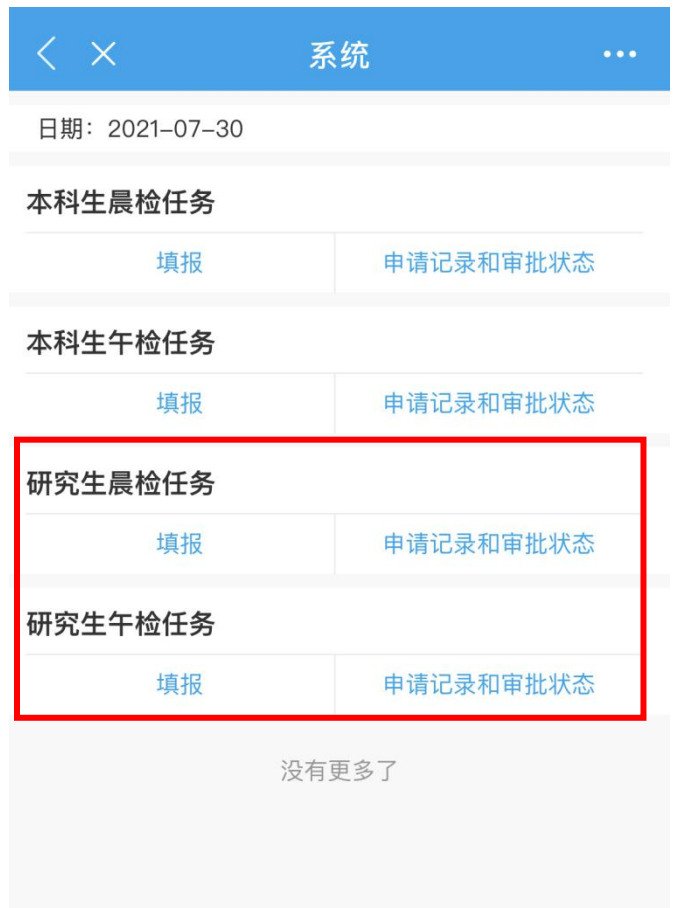 系统
日期：2021-07-30
本科生晨检任务
填报 申请记录和审批状态
本科生午检任务
填报 申请记录和审批状态
研究生晨检任务
填报 申请记录和审批状态
研究生午检任务
填报 申请记录和审批状态
没有更多了